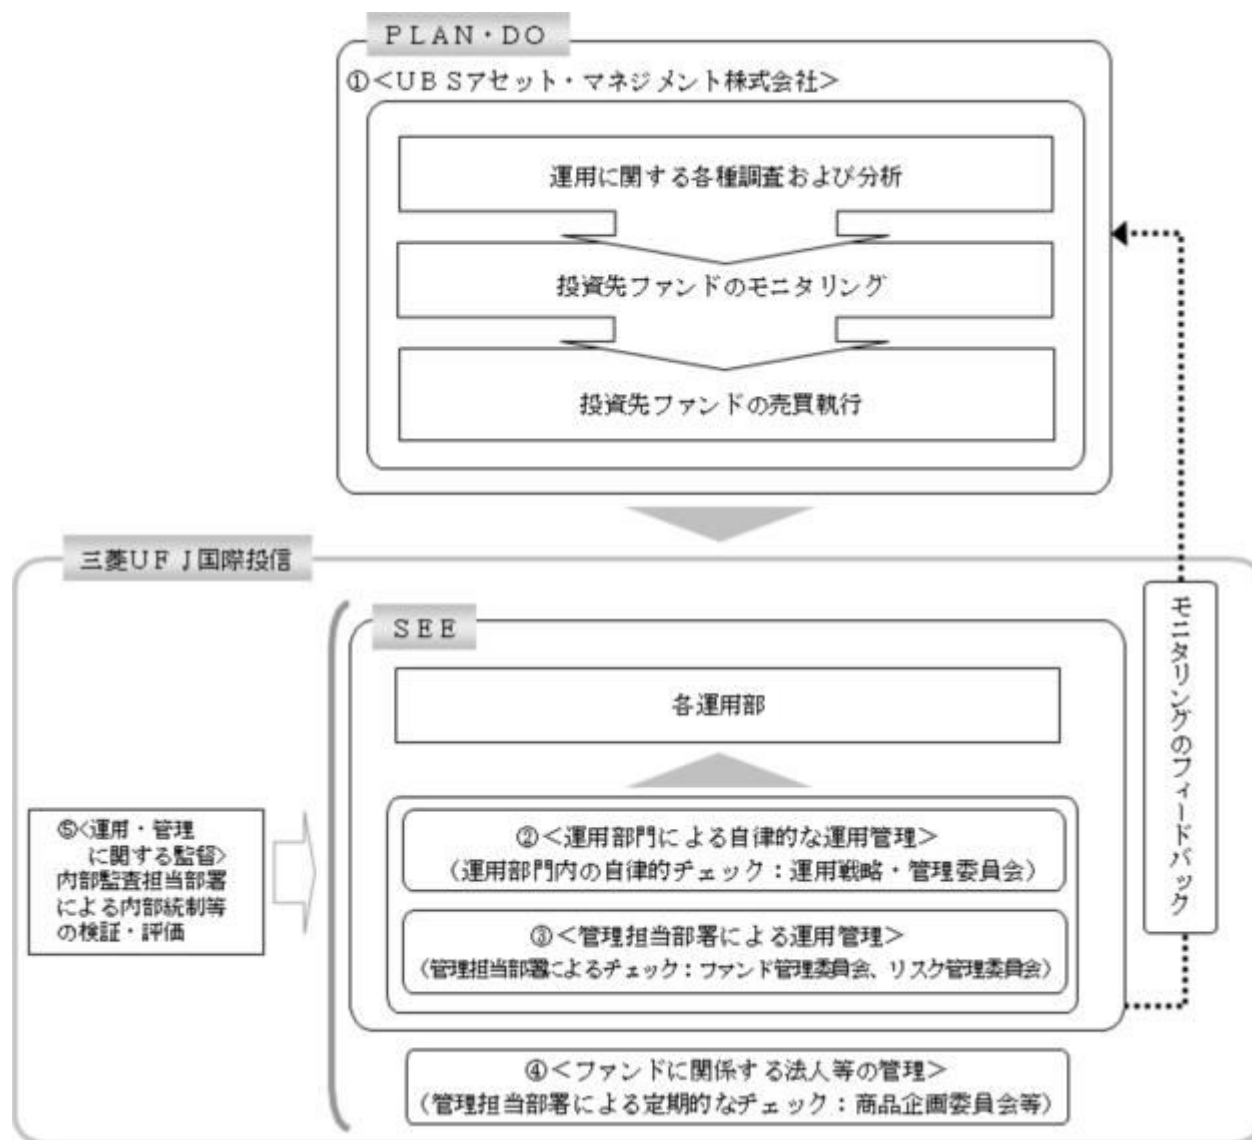 PLAN・DO
①<UBSアセット・マネジメント株式会社>
運用に関する各種調査および分析
投資先ファンドのモニタリング
投資先ファンドの売買執行
三菱UFJ国際投信
SEE
各運用部
②<運用部門による自律的な運用管理>
(運用部門内の自律的チェック:運用戦略・管理委員会)
③<管理担当部署による運用管理>
(管理担当部署によるチェック:ファンド管理委員会、リスク管理委員会)
④<ファンドに関係する法人等の管理>
(管理担当部署による定期的なチェック:商品企画委員会等)
⑤<運用・管理
に関する監督>
内部監査担当部署
による内部統制等
の検証・評価
モニタリングのフィードバック